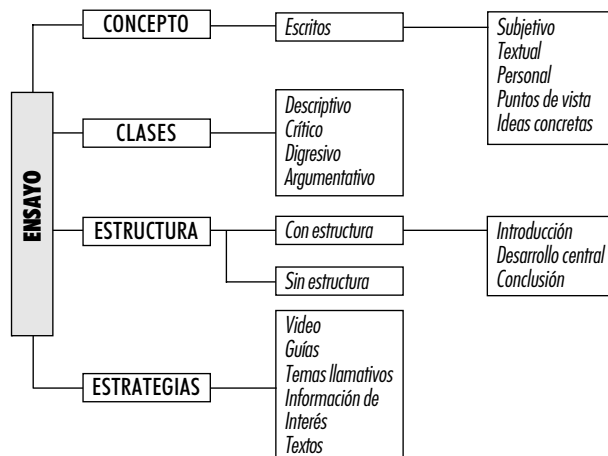 ENSAYO
CONCEPTO
Escritos
Subjetivo
Textual
Personal
Puntos de vista
Ideas concretas
CLASES
Descriptivo
Crítico
Digresivo
Argumentativo
ESTRUCTURA
Con estructura
Introducción
Desarrollo central
Conclusión
Sin estructura
ESTRATEGIAS
Video
Guías
Temas llamativos
Información de
Interés
Textos